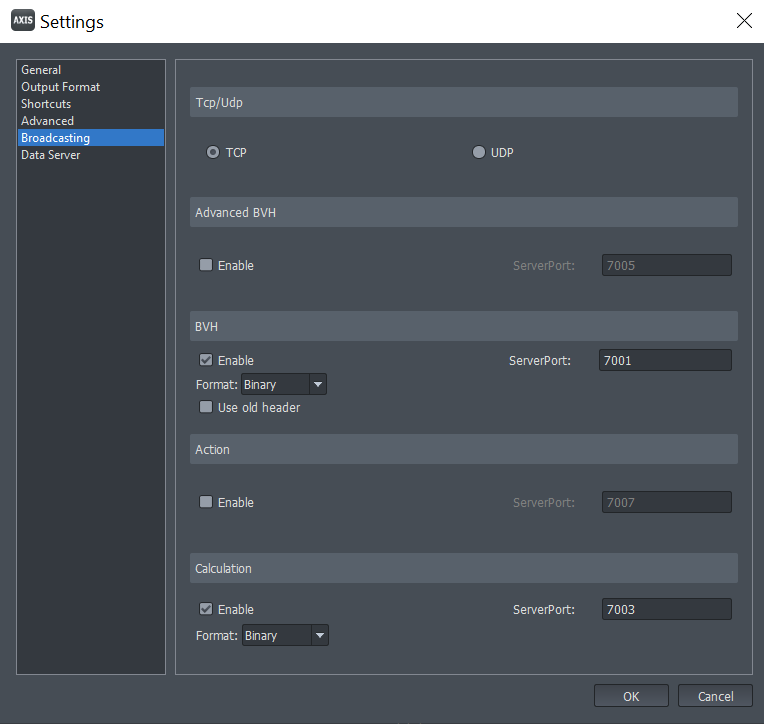 AXIS Settings
General
Output Format
Shortcuts
Advanced
Broadcasting
Data Server
Tcp/Udp
TCP UDP
Advanced BVH
Enable ServerPort: 7005
BVH
Enable ServerPort: 7001
Format: Binary
Use old header
Action
Enable ServerPort: 7007
Calculation
Enable ServerPort: 7003
Format: Binary
OK Cancel